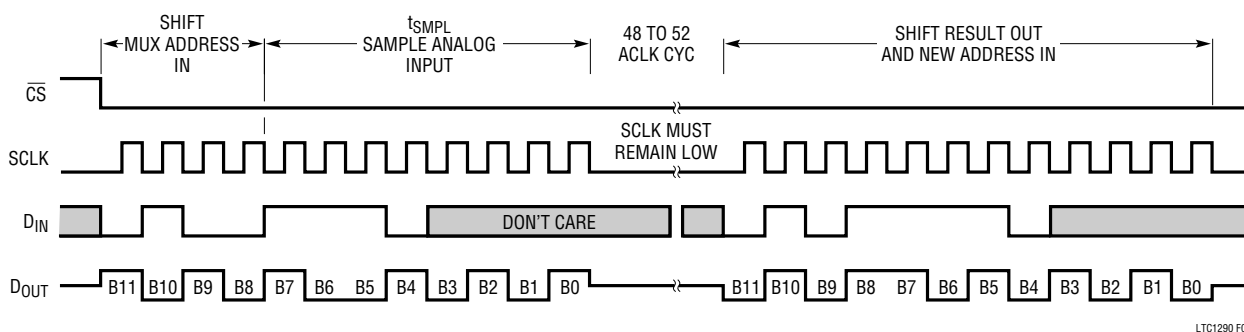 SHIFT
MUX ADDRESS
IN
tSMPL
SAMPLE ANALOG
INPUT
48 TO 52
ACLK CYC
SHIFT RESULT OUT
AND NEW ADDRESS IN
CS
SCLK
SCLK MUST
REMAIN LOW
DIN
DON'T CARE
DOUT
B11 B10 B9 B8 B7 B6 B5 B4 B3 B2 B1 B0
B11 B10 B9 B8 B7 B6 B5 B4 B3 B2 B1 B0
LTC1290